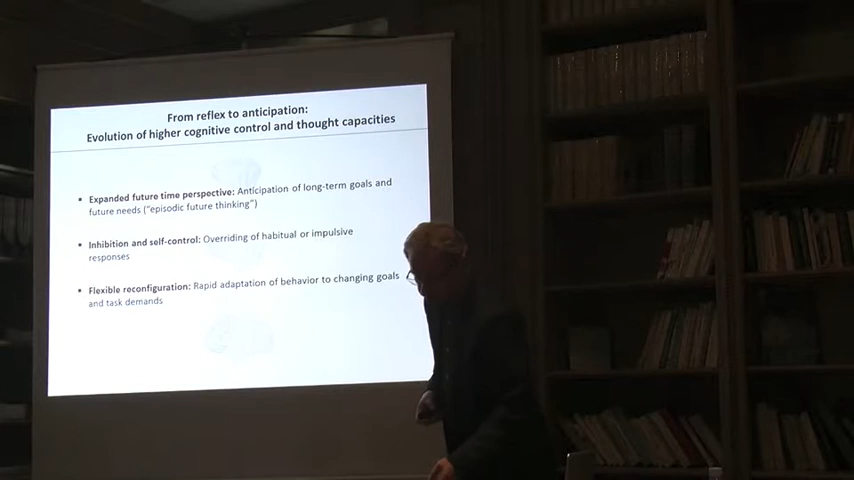 From reflex to anticipation:
Evolution of higher cognitive control and thought capacities
• Expanded future time perspective: Anticipation of long-term goals and
future needs ("episodic future thinking")
• Inhibition and self-control: Overriding of habitual or impulsive
responses
• Flexible reconfiguration: Rapid adaptation of behavior to changing goals
and task demands